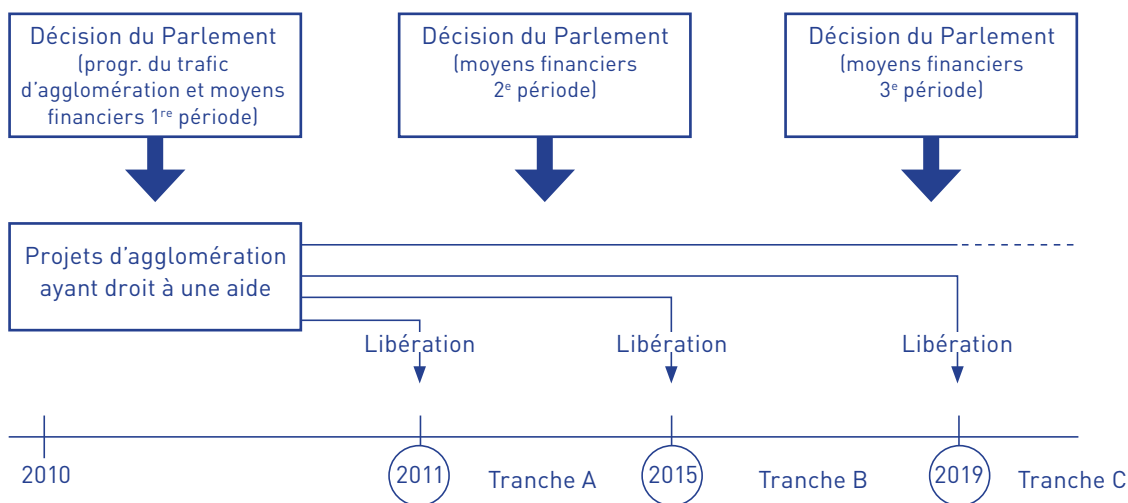 Décision du Parlement
(progr. du trafic
d’agglomération et moyens
financiers 1re période)
Décision du Parlement
(moyens financiers
2e période)
Décision du Parlement
(moyens financiers
3e période)
Projets d’agglomération
ayant droit à une aide
Libération
Libération
Libération
2010
2011
Tranche A
2015
Tranche B
2019
Tranche C